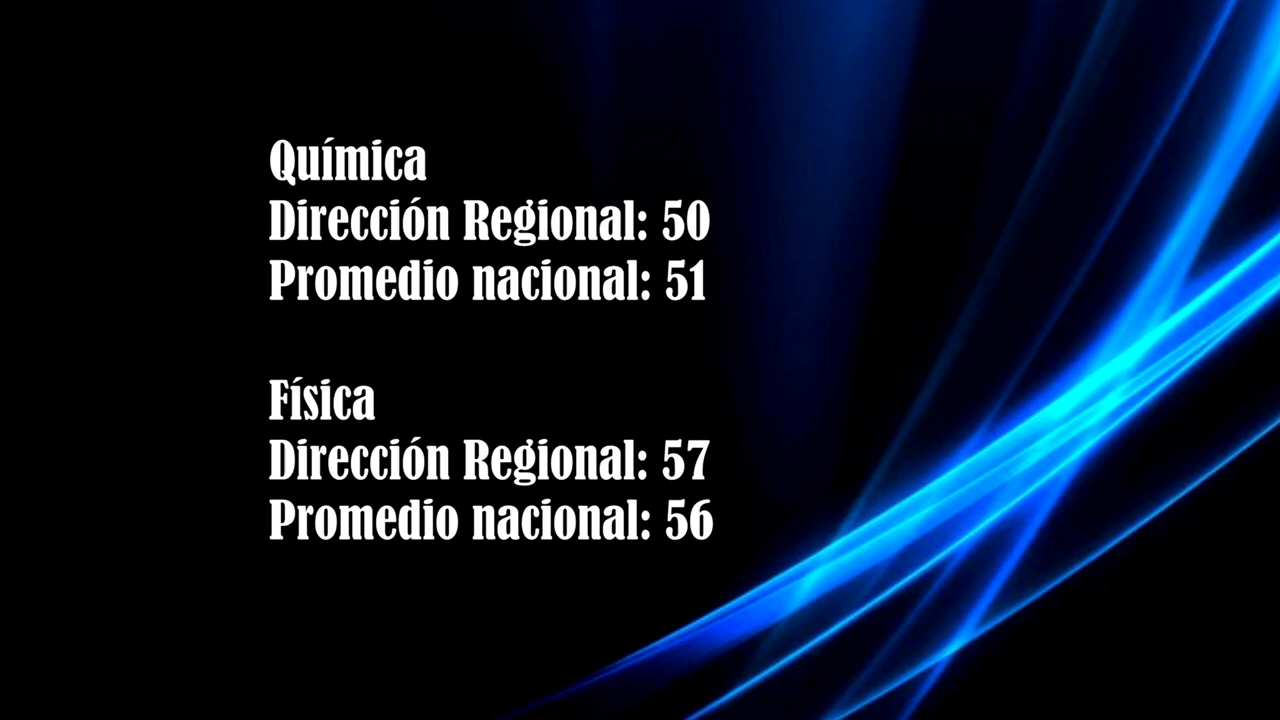 Química
Dirección Regional: 50
Promedio nacional: 51
Física
Dirección Regional: 57
Promedio nacional: 56